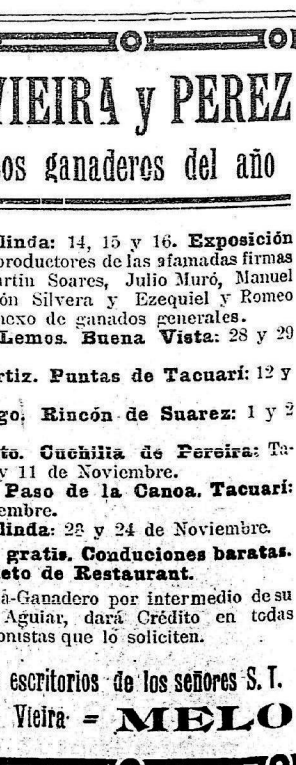 VIEIRA y PEREZ
os ganaderos del año
linda: 14, 15 y 16. Exposición
productores de las afamadas firmas
artin Soares, Julio Muró, Manuel
ón Silvera y Ezequiel y Romeo
nexo de ganados generales.
Lemos. Buena Vista: 28 y 29
rtiz. Puntas de Tacuarí: 12 y
go. Rincón de Suarez: 1 y 2
to. Cuchilia de Pereira: Ta-
y 11 de Noviembre.
Paso de la Canoa. Tacuarí:
embre.
linda: 23 y 24 de Noviembre.
gratis. Conduciones baratas.
eto de Restaurant.
a-Ganadero por intermedio de su
Aguiar, dará Crédito en todas
onistas que lo soliciten.
escritorios de los señores S. T.
Vieira = MELO